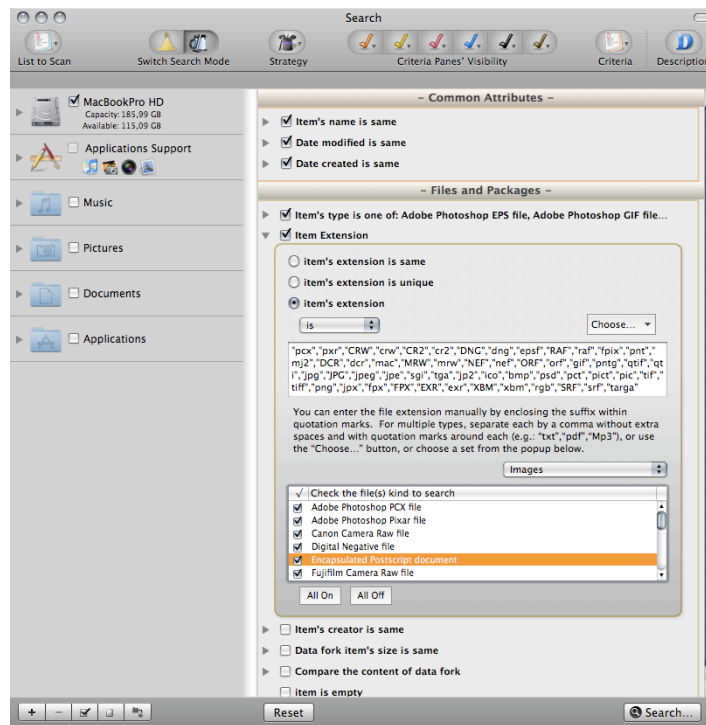 Search
List to Scan
Switch Search Mode
Strategy
Criteria Panes' Visibility
Criteria
MacBookPro HD
Capacity: 185,99 GB
Available: 115,09 GB
Applications Support
Music
Pictures
Documents
Applications
– Common Attributes –
Item's name is same
Date modified is same
Date created is same
– Files and Packages –
Item's type is one of: Adobe Photoshop EPS file, Adobe Photoshop GIF file...
Item Extension
item's extension is same
item's extension is unique
item's extension
is
Choose...
"pcx","pxr","CRW","crw","CR2","cr2","DNG","dng","epsf","RAF","raf","fpix","pnt","
mj2","DCR","dcr","mac","MRW","mrw","NEF","nef","ORF","orf","gif","pntg","qtif","qt
i","jpg","JPG","jpeg","jpe","sgi","tga","jp2","ico","bmp","psd","pct","pict","pic","tif","
tiff","png","jpx","fpx","FPX","EXR","exr","XBM","xbm","rgb","SRF","srf","targa"
You can enter the file extension manually by enclosing the suffix within
quotation marks. For multiple types, separate each by a comma without extra
spaces and with quotation marks around each (e.g.: "txt","pdf","Mp3"), or use
the "Choose..." button, or choose a set from the popup below.
Images
√ Check the file(s) kind to search
Adobe Photoshop PCX file
Adobe Photoshop Pixar file
Canon Camera Raw file
Digital Negative file
Encapsulated Postscript document
Fujifilm Camera Raw file
All On
All Off
Item's creator is same
Data fork item's size is same
Compare the content of data fork
item is empty
Reset
Search...